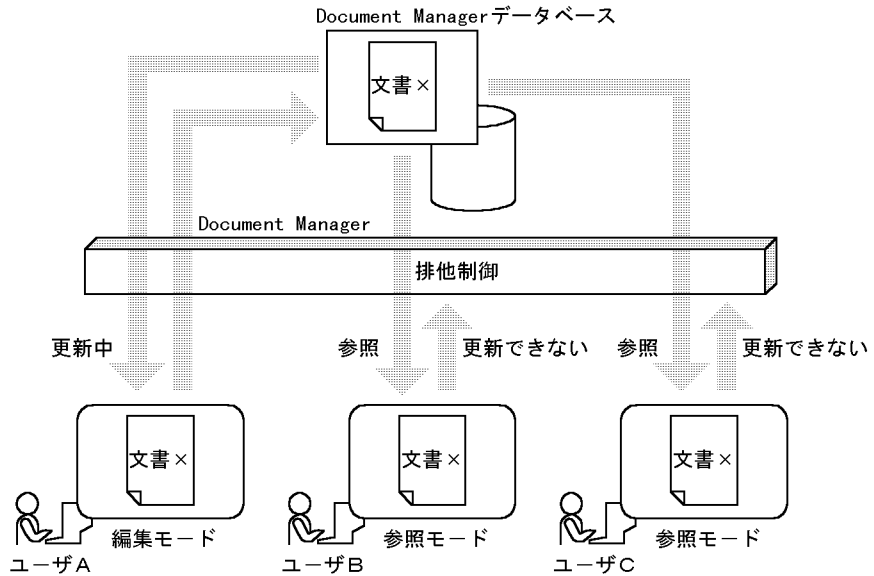 Document Managerデータベース
文書×
Document Manager
排他制御
更新中
参照
更新できない
参照
更新できない
文書×
文書×
文書×
編集モード
参照モード
参照モード
ユーザA
ユーザB
ユーザC